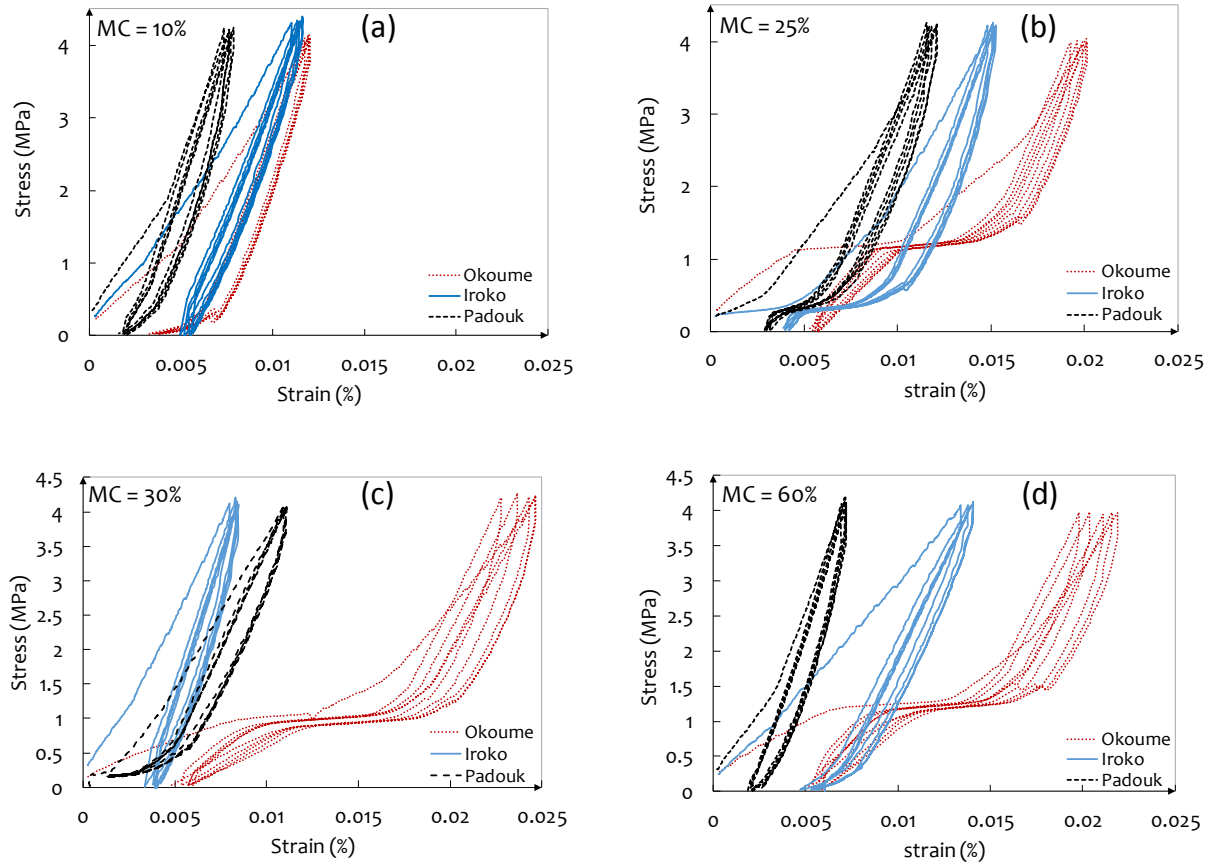 MC = 10%
(a)
Stress (MPa)
4
3
2
1
0
0 0.005 0.01 0.015 0.02 0.025
Strain (%)
Okoume
Iroko
Padouk
MC = 25%
(b)
Stress (MPa)
4
3
2
1
0
0 0.005 0.01 0.015 0.02 0.025
strain (%)
Okoume
Iroko
Padouk
MC = 30%
(c)
Stress (MPa)
4.5
4
3.5
3
2.5
2
1.5
1
0.5
0
0 0.005 0.01 0.015 0.02 0.025
Strain (%)
Okoume
Iroko
Padouk
MC = 60%
(d)
Stress (MPa)
4.5
4
3.5
3
2.5
2
1.5
1
0.5
0
0 0.005 0.01 0.015 0.02 0.025
strain (%)
Okoume
Iroko
Padouk